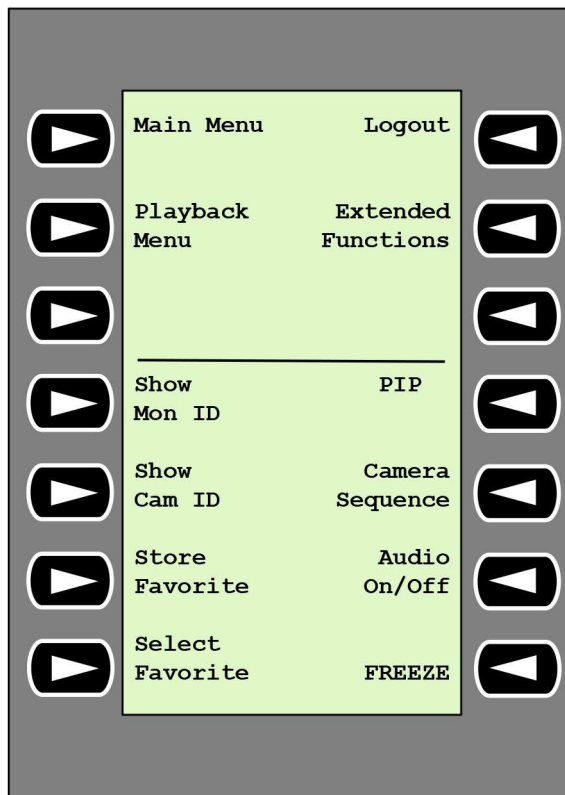 Main Menu Logout
Playback Extended
Menu Functions
Show PIP
Mon ID
Show Camera
Cam ID Sequence
Store Audio
Favorite On/Off
Select
Favorite FREEZE